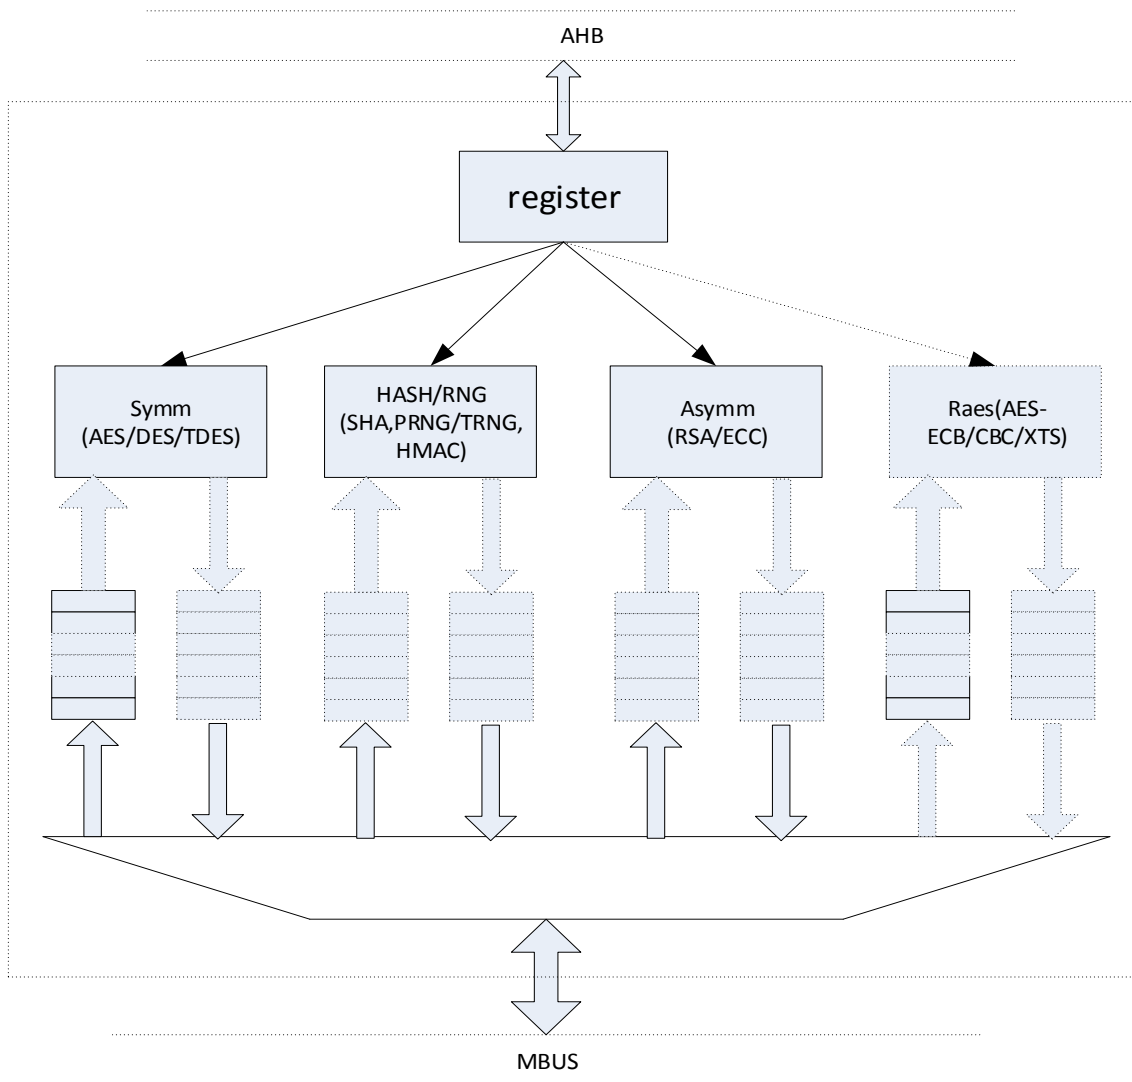 AHB
register
Symm
(AES/DES/TDES)
HASH/RNG
(SHA,PRNG/TRNG,
HMAC)
Asymm
(RSA/ECC)
Raes(AES-
ECB/CBC/XTS)
MBUS